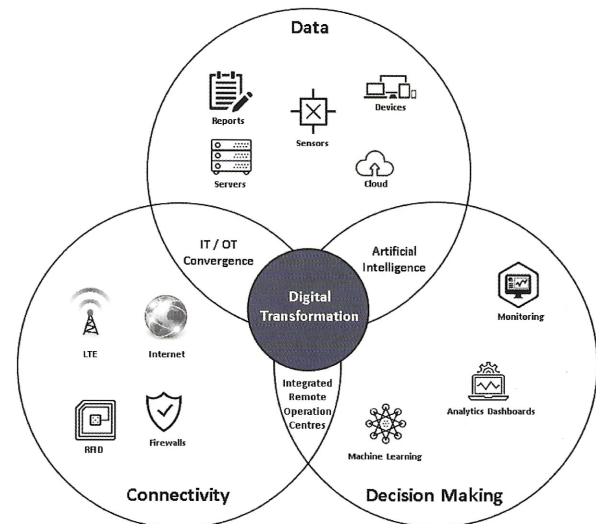 Data
Reports
Sensors
Devices
Servers
Cloud
IT / OT
Convergence
Artificial
Intelligence
Digital
Transformation
LTE
Internet
Monitoring
Integrated
Remote
Operation
Centres
RFID
Firewalls
Analytics Dashboards
Machine Learning
Connectivity
Decision Making